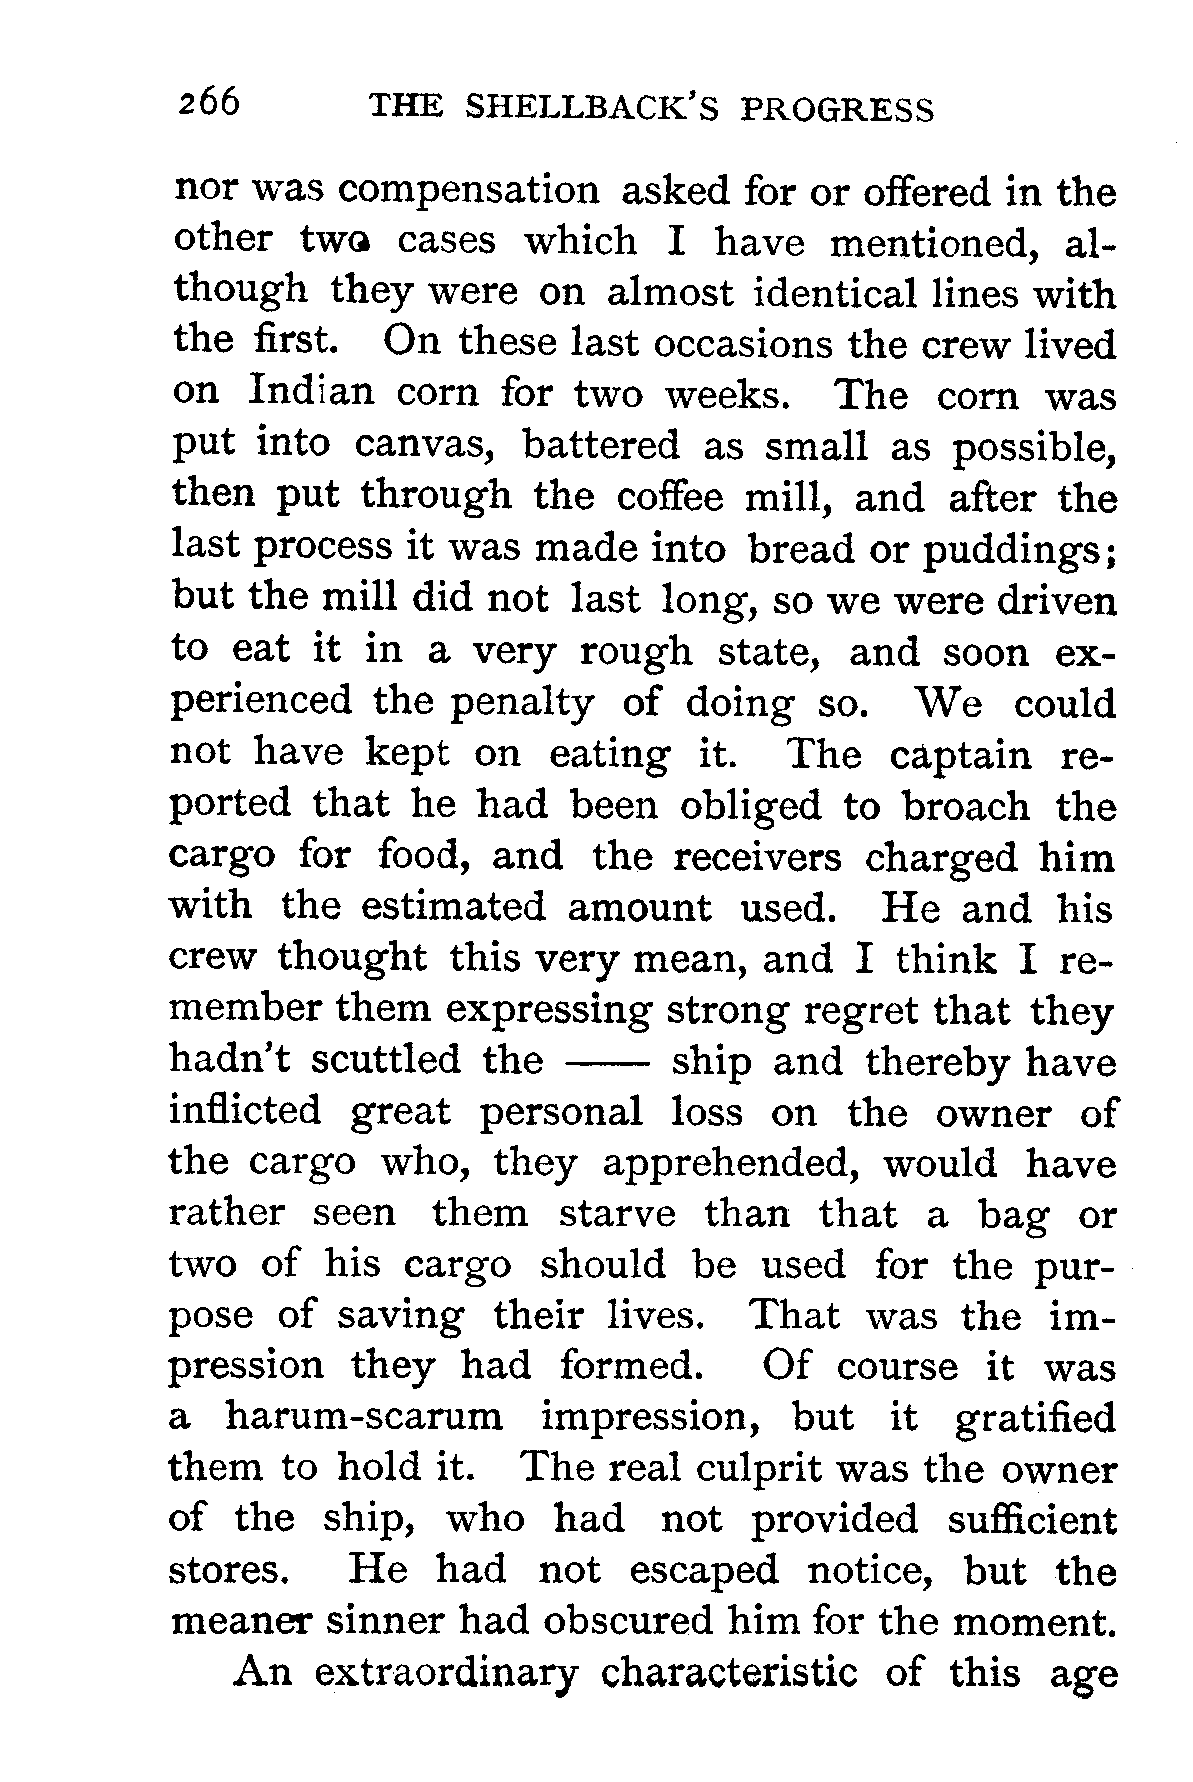 266 THE SHELLBACK'S PROGRESS
nor was compensation asked for or offered in the
other two cases which I have mentioned, al-
though they were on almost identical lines with
the first. On these last occasions the crew lived
on Indian corn for two weeks. The corn was
put into canvas, battered as small as possible,
then put through the coffee mill, and after the
last process it was made into bread or puddings;
but the mill did not last long, so we were driven
to eat it in a very rough state, and soon ex-
perienced the penalty of doing so. We could
not have kept on eating it. The captain re-
ported that he had been obliged to broach the
cargo for food, and the receivers charged him
with the estimated amount used. He and his
crew thought this very mean, and I think I re-
member them expressing strong regret that they
hadn't scuttled the —— ship and thereby have
inflicted great personal loss on the owner of
the cargo who, they apprehended, would have
rather seen them starve than that a bag or
two of his cargo should be used for the pur-
pose of saving their lives. That was the im-
pression they had formed. Of course it was
a harum-scarum impression, but it gratified
them to hold it. The real culprit was the owner
of the ship, who had not provided sufficient
stores. He had not escaped notice, but the
meaner sinner had obscured him for the moment.
An extraordinary characteristic of this age